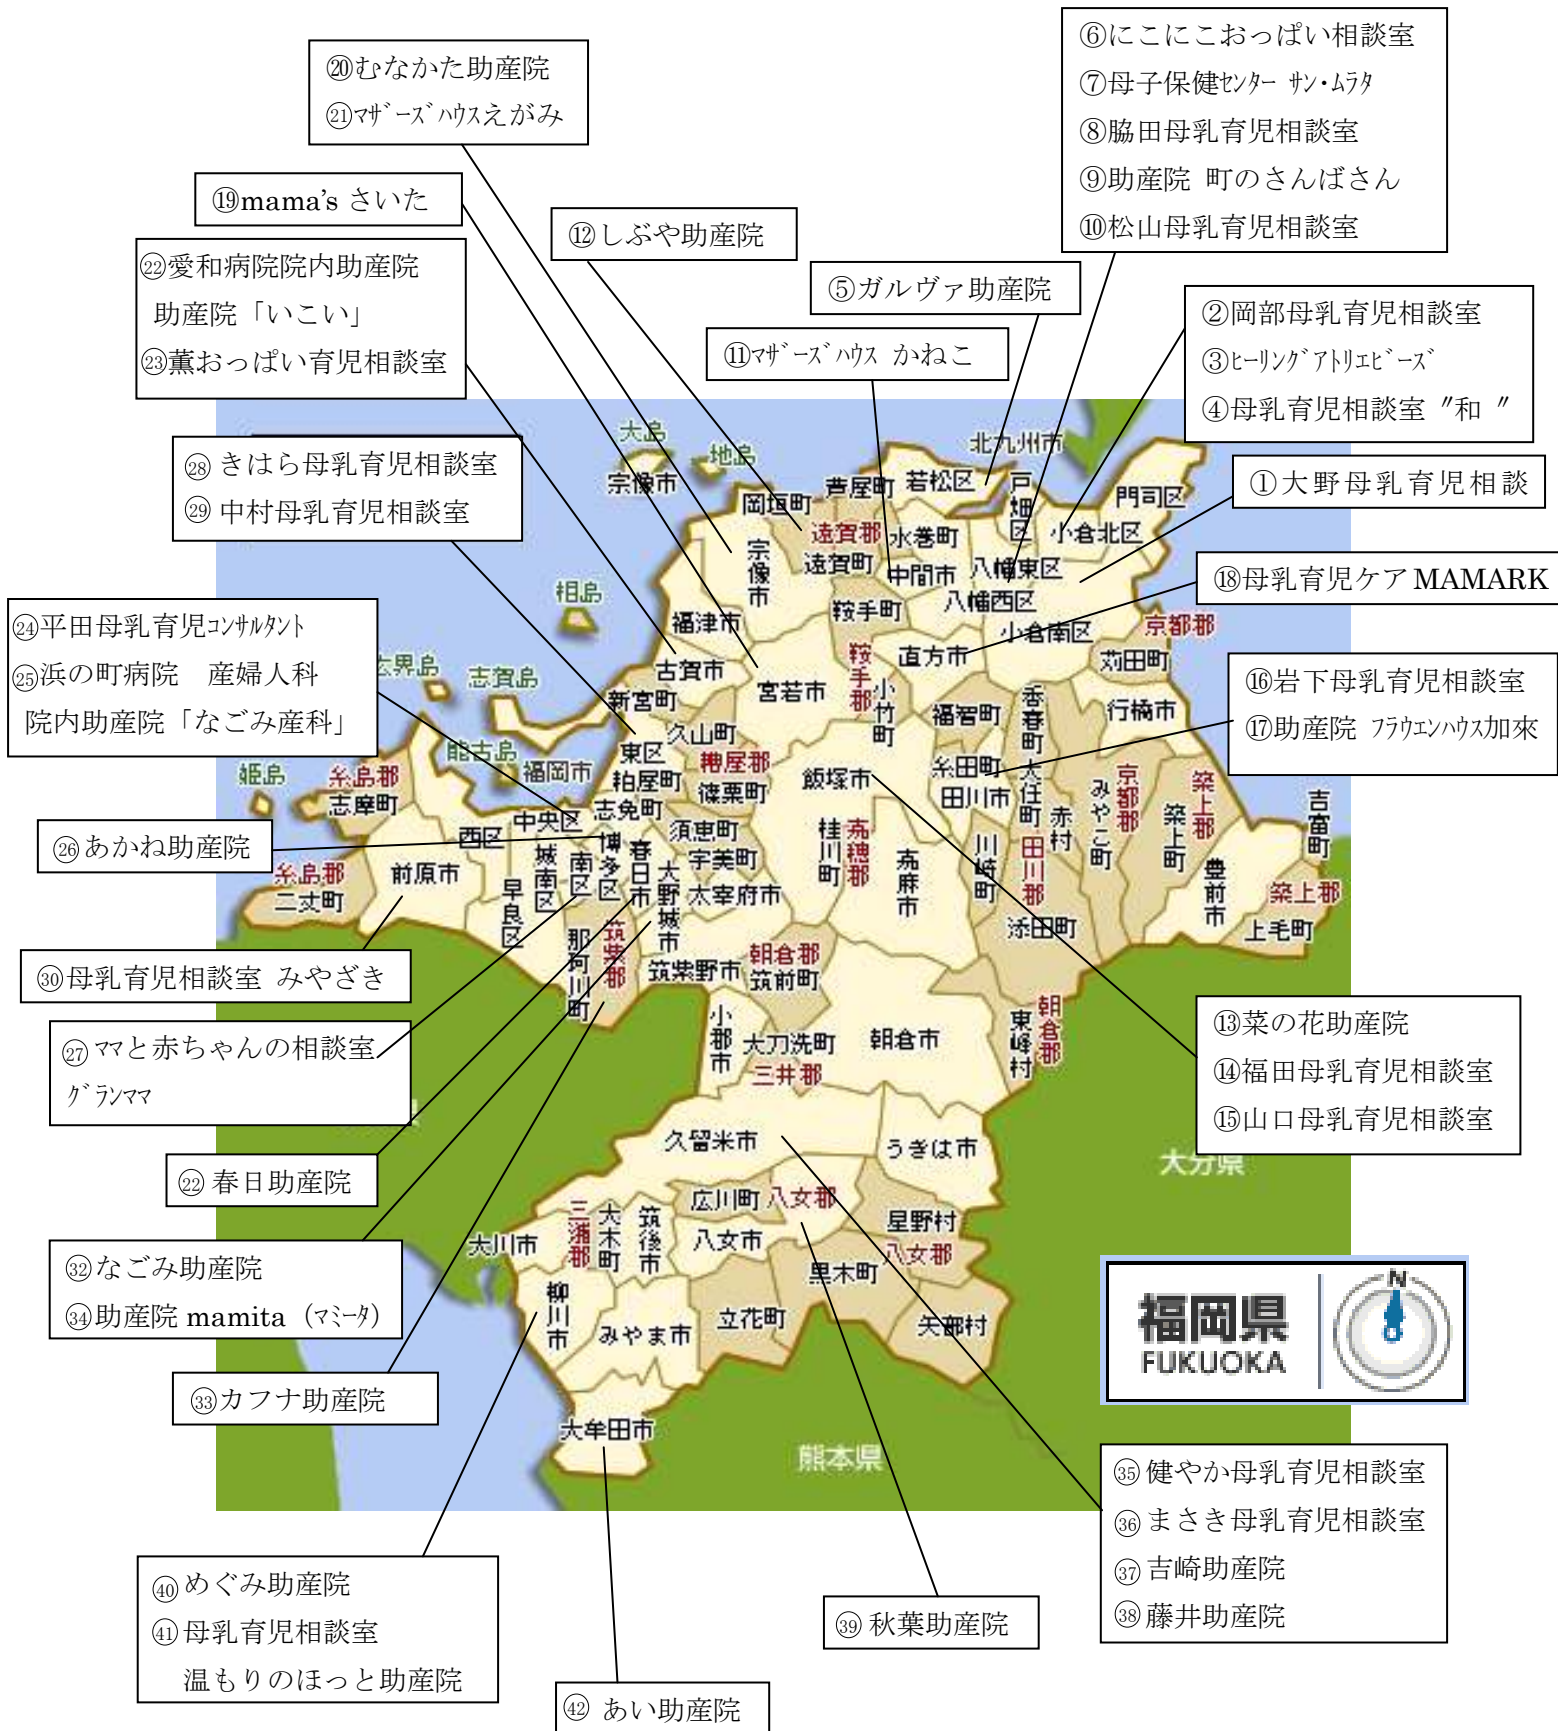 ⑳むなかた助産院
㉑ﾏｻﾞｰｽﾞﾊｳｽえがみ
⑥にこにこおっぱい相談室
⑦母子保健ｾﾝﾀｰ ｻﾝ･ﾑﾗﾀ
⑧脇田母乳育児相談室
⑨助産院 町のさんばさん
⑩松山母乳育児相談室
⑲mama's さいた
⑫しぶや助産院
㉒愛和病院院内助産院
助産院「いこい」
㉓薫おっぱい育児相談室
⑤ガルヴァ助産院
⑪ﾏｻﾞｰｽﾞﾊｳｽ かねこ
②岡部母乳育児相談室
③ﾋｰﾘﾝｸﾞｱﾄﾘｴﾋﾞｰｽﾞ
④母乳育児相談室 〃和 〃
㉘ きはら母乳育児相談室
㉙ 中村母乳育児相談室
①大野母乳育児相談
⑱母乳育児ケア MAMARK
㉔平田母乳育児ｺﾝｻﾙﾀﾝﾄ
㉕浜の町病院　産婦人科
院内助産院「なごみ産科」
⑯岩下母乳育児相談室
⑰助産院 ﾌﾗｳｴﾝﾊｳｽ加來
㉖あかね助産院
㉚母乳育児相談室 みやざき
㉗ママと赤ちゃんの相談室
ｸﾞﾗﾝﾏﾏ
⑬菜の花助産院
⑭福田母乳育児相談室
⑮山口母乳育児相談室
㉒ 春日助産院
㉜なごみ助産院
㉞助産院 mamita（ﾏﾐｰﾀ）
㉝カフナ助産院
㉟健やか母乳育児相談室
㊱まさき母乳育児相談室
㊲吉崎助産院
㊳藤井助産院
㊵めぐみ助産院
㊶母乳育児相談室
温もりのほっと助産院
㊴秋葉助産院
㊷ あい助産院
大島
地島
宗像市
北九州市
芦屋町
若松区
戸畑区
門司区
岡垣町
遠賀郡
遠賀町
水巻町
小倉北区
宗像市
中間市
八幡東区
八幡西区
小倉南区
相島
福津市
鞍手町
京都郡
苅田町
古賀市
鞍手郡
直方市
玄界島
志賀島
新宮町
宮若市
小竹町
福智町
香春町
行橋市
久山町
東区
糟屋郡
粕屋町
篠栗町
志免町
飯塚市
糸田町
田川市
大任町
赤村
みやこ町
京都郡
築上郡
築上町
吉富町
能古島
福岡市
姫島
糸島郡
志摩町
中央区
西区
城南区
南区
博多区
春日市
大野城市
須恵町
宇美町
太宰府市
桂川町
嘉穂郡
嘉麻市
川崎町
田川郡
添田町
豊前市
築上郡
上毛町
糸島郡
二丈町
前原市
早良区
那珂川町
筑紫郡
筑紫野市
朝倉郡
筑前町
小郡市
大刀洗町
三井郡
朝倉市
東峰村
朝倉郡
久留米市
うきは市
大分県
三潴郡
大川市
大木町
筑後市
広川町
八女郡
八女市
星野村
八女郡
黒木町
柳川市
みやま市
立花町
矢部村
大牟田市
熊本県
福岡県
FUKUOKA
N